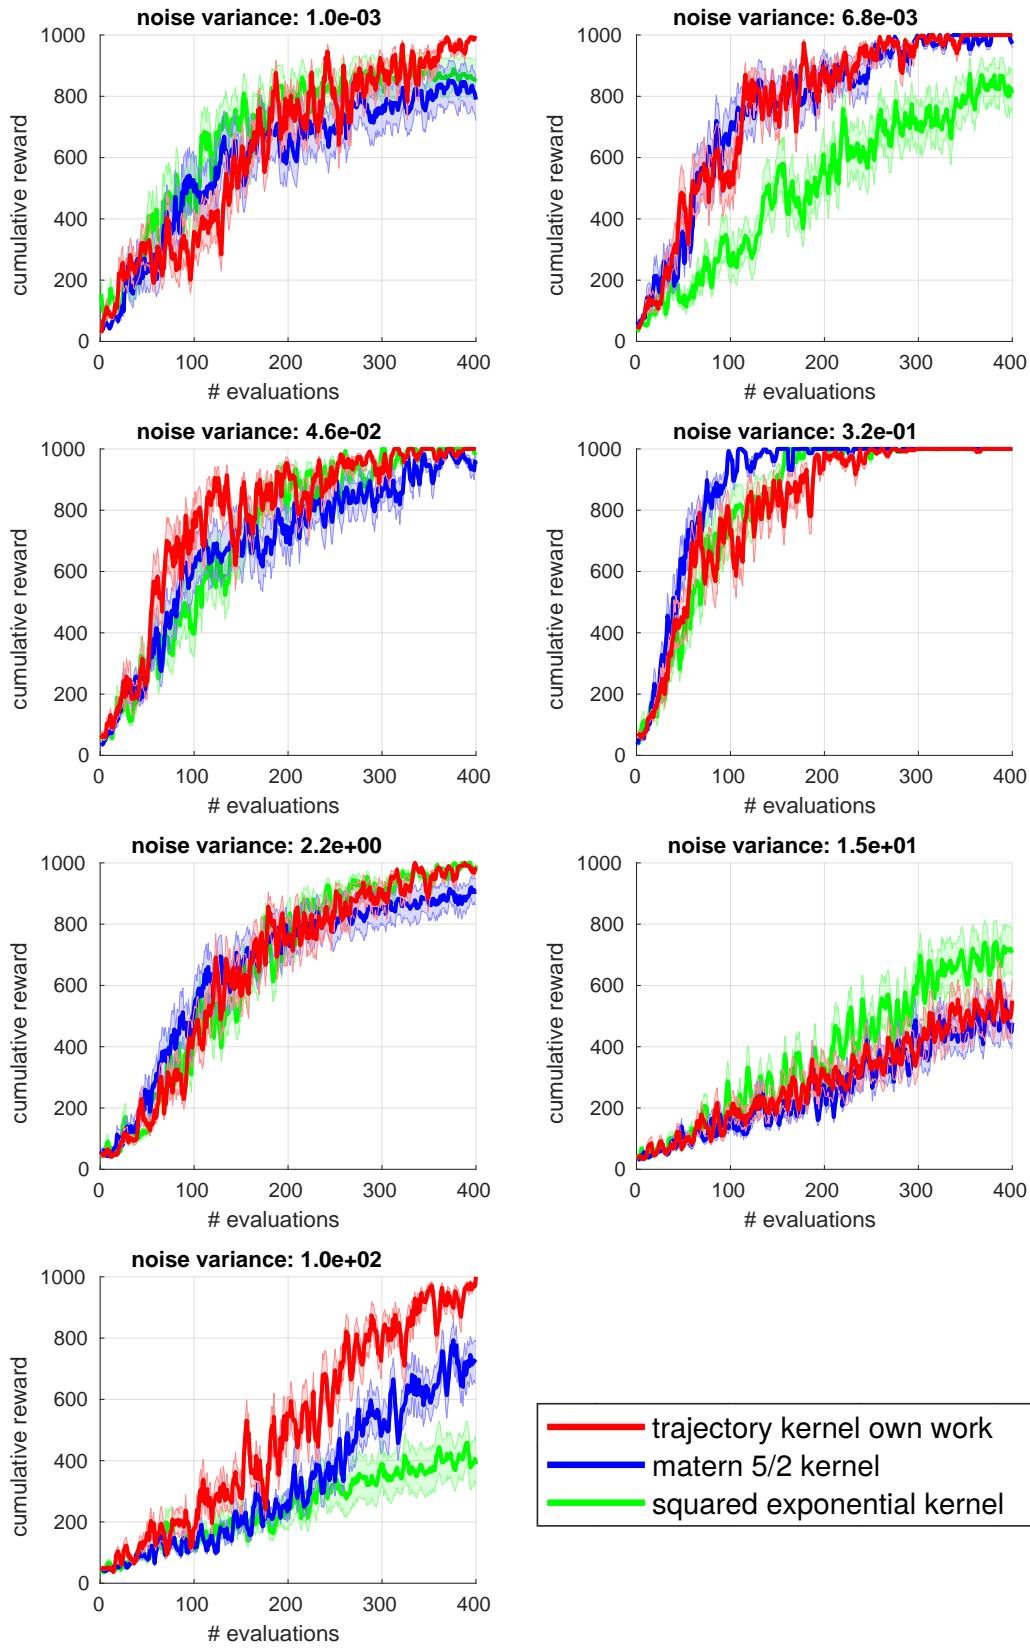 noise variance: 1.0e-03
1000
800
600
400
200
0
cumulative reward
0 100 200 300 400
# evaluations
noise variance: 6.8e-03
1000
800
600
400
200
0
cumulative reward
0 100 200 300 400
# evaluations
noise variance: 4.6e-02
1000
800
600
400
200
0
cumulative reward
0 100 200 300 400
# evaluations
noise variance: 3.2e-01
1000
800
600
400
200
0
cumulative reward
0 100 200 300 400
# evaluations
noise variance: 2.2e+00
1000
800
600
400
200
0
cumulative reward
0 100 200 300 400
# evaluations
noise variance: 1.5e+01
1000
800
600
400
200
0
cumulative reward
0 100 200 300 400
# evaluations
noise variance: 1.0e+02
1000
800
600
400
200
0
cumulative reward
0 100 200 300 400
# evaluations
trajectory kernel own work
matern 5/2 kernel
squared exponential kernel